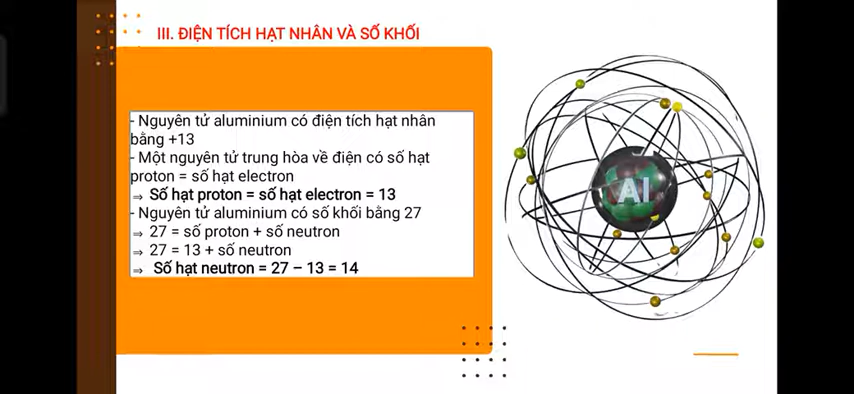 III. ĐIỆN TÍCH HẠT NHÂN VÀ SỐ KHỐI
- Nguyên tử aluminium có điện tích hạt nhân
bằng +13
- Một nguyên tử trung hòa về điện có số hạt
proton = số hạt electron
⇒ Số hạt proton = số hạt electron = 13
- Nguyên tử aluminium có số khối bằng 27
⇒ 27 = số proton + số neutron
⇒ 27 = 13 + số neutron
⇒ Số hạt neutron = 27 – 13 = 14
Al